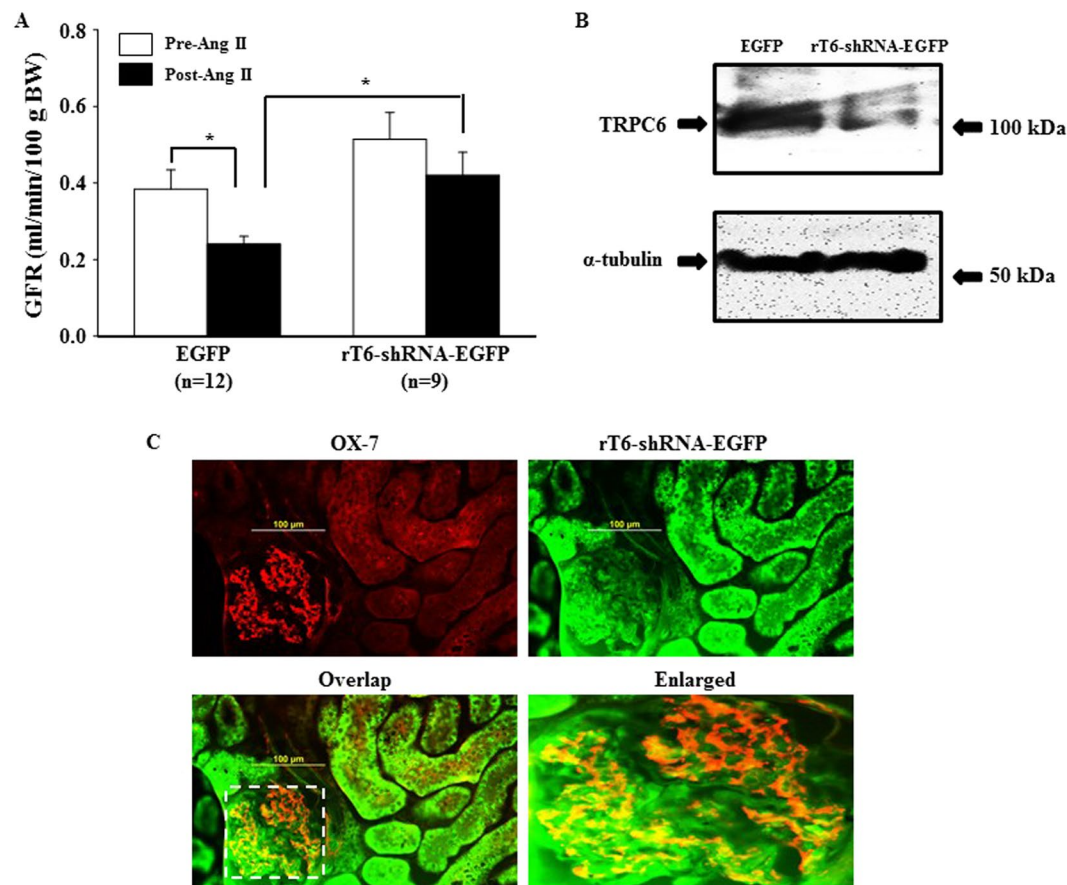 A
GFR (ml/min/100 g BW)
0.8
0.6
0.4
0.2
0.0
Pre-Ang II
Post-Ang II
*
*
EGFP
(n=12)
rT6-shRNA-EGFP
(n=9)
B
EGFP rT6-shRNA-EGFP
TRPC6
100 kDa
α-tubulin
50 kDa
C
OX-7
100 µm
rT6-shRNA-EGFP
100 µm
Overlap
100 µm
Enlarged